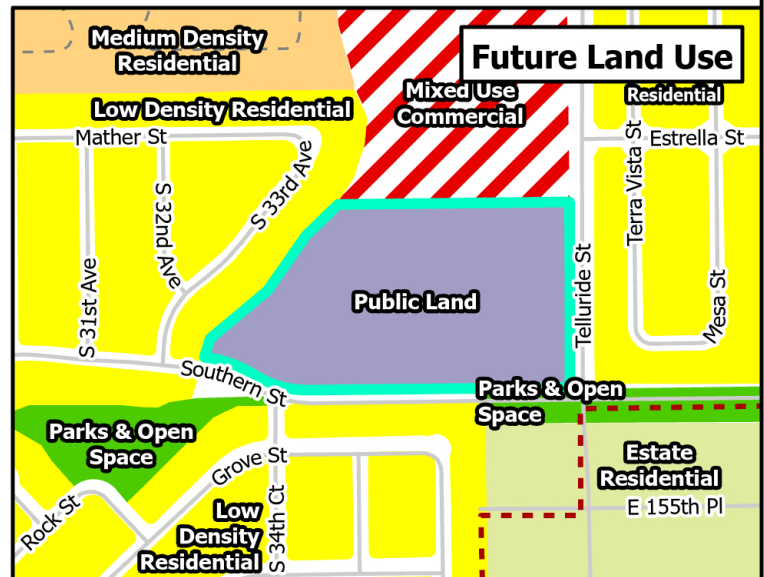 Future Land Use
Medium Density
Residential
Low Density Residential
Mixed Use
Commercial
Residential
Mather St
Estrella St
S 33rd Ave
S 32nd Ave
S 31st Ave
Terra Vista St
Mesa St
Telluride St
Public Land
Southern St
Parks & Open
Space
Parks & Open
Space
Grove St
Estate
Residential
E 155th Pl
Rock St
S 34th Ct
Low
Density
Residential